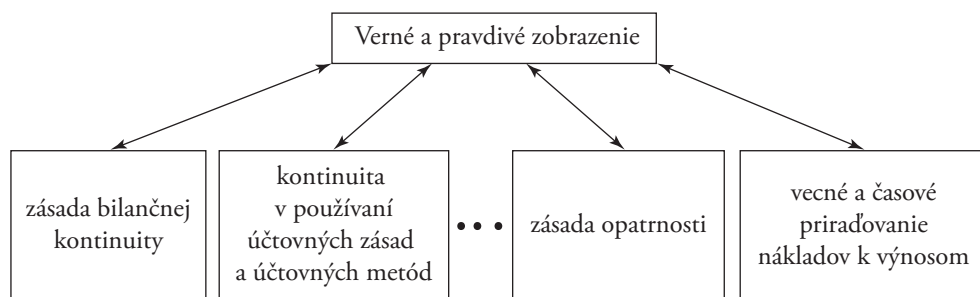 Verné a pravdivé zobrazenie
zásada bilančnej
kontinuity
kontinuita
v používaní
účtovných zásad
a účtovných metód
zásada opatrnosti
vecné a časové
priraďovanie
nákladov k výnosom